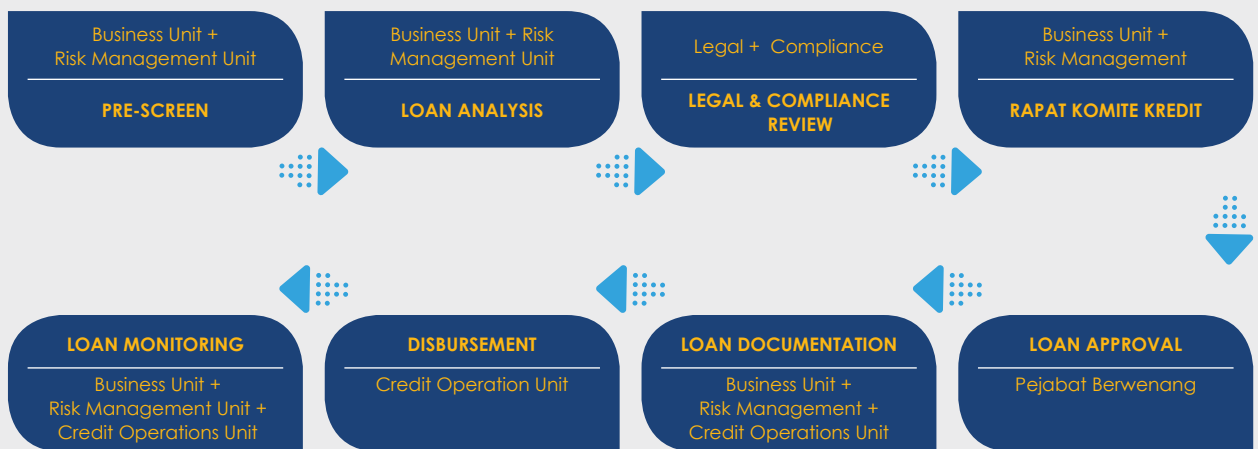 Business Unit +
Risk Management Unit
PRE-SCREEN
Business Unit + Risk
Management Unit
LOAN ANALYSIS
Legal + Compliance
LEGAL & COMPLIANCE
REVIEW
Business Unit +
Risk Management
RAPAT KOMITE KREDIT
LOAN APPROVAL
Pejabat Berwenang
LOAN DOCUMENTATION
Business Unit +
Risk Management +
Credit Operations Unit
DISBURSEMENT
Credit Operation Unit
LOAN MONITORING
Business Unit +
Risk Management Unit +
Credit Operations Unit